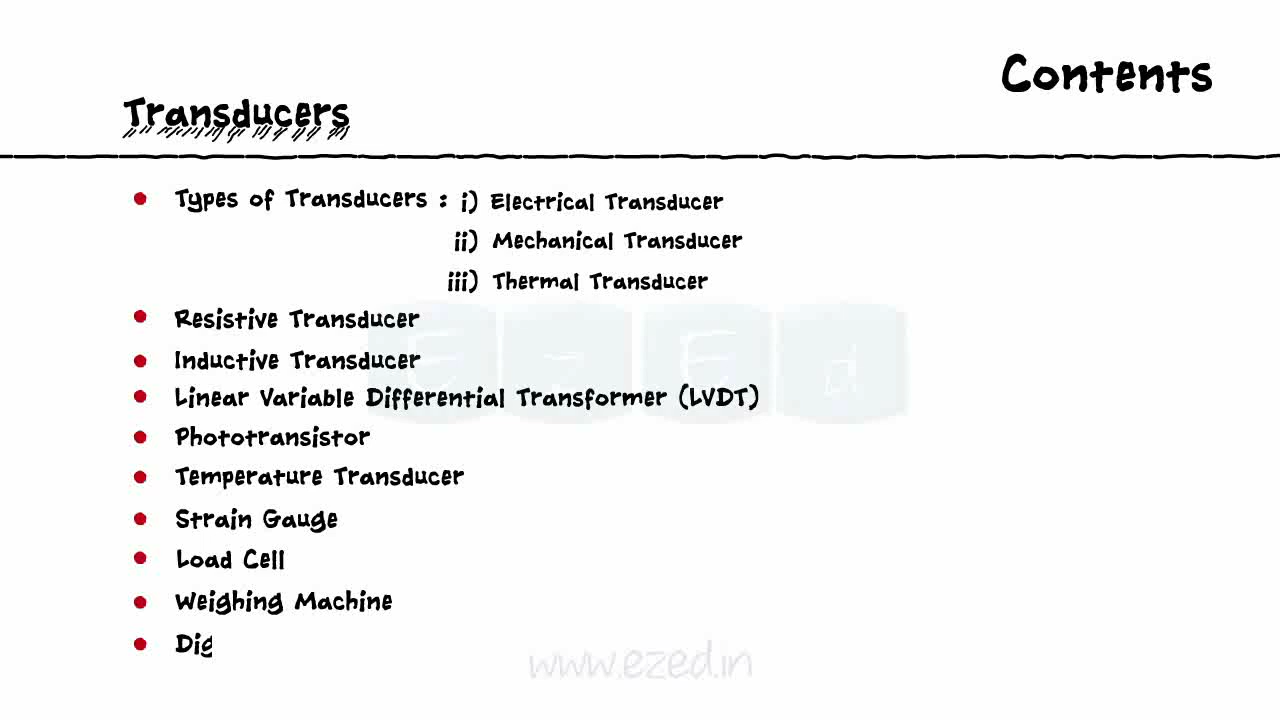 Contents
Transducers
• Types of Transducers : i) Electrical Transducer
ii) Mechanical Transducer
iii) Thermal Transducer
• Resistive Transducer
• Inductive Transducer
• Linear Variable Differential Transformer (LVDT)
• Phototransistor
• Temperature Transducer
• Strain Gauge
• Load Cell
• Weighing Machine
• Dig
EzEd
www.ezed.in